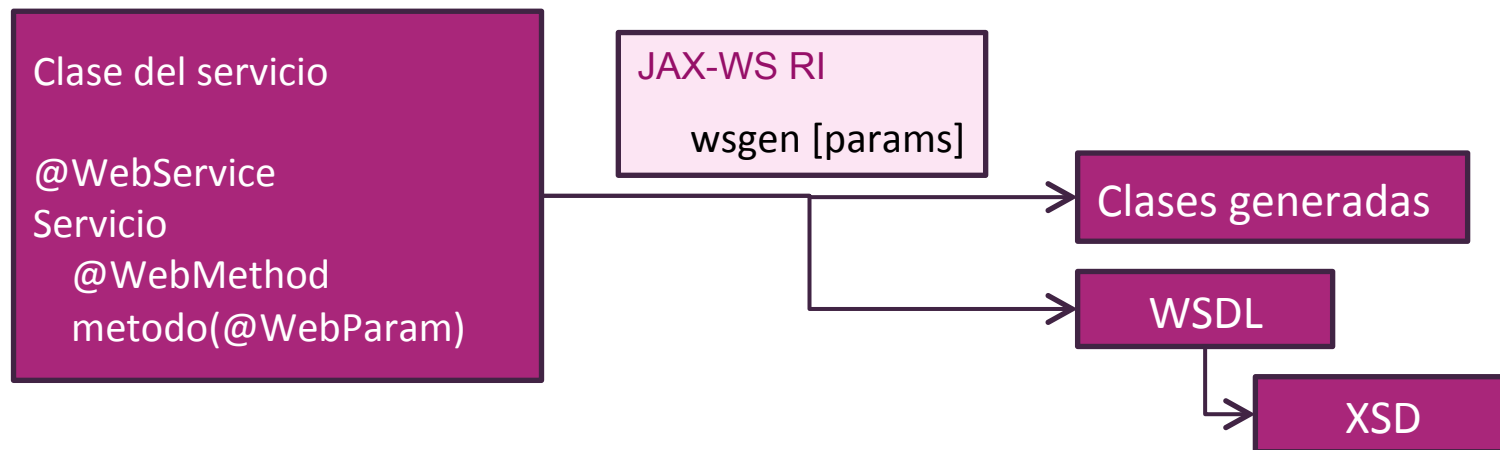 Clase del servicio
@WebService
Servicio
@WebMethod
metodo(@WebParam)
JAX-WS RI
wsgen [params]
Clases generadas
WSDL
XSD